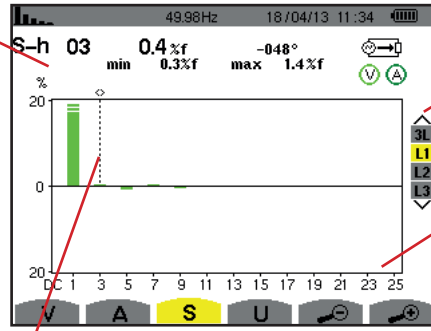 49.98Hz 18/04/13 11:34
S-h 03 0.4 %f -048°
min 0.3%f max 1.4%f
V A
%
20
0
20
3L
L1
L2
L3
DC 1 3 5 7 9 11 13 15 17 19 21 23 25
V A S U